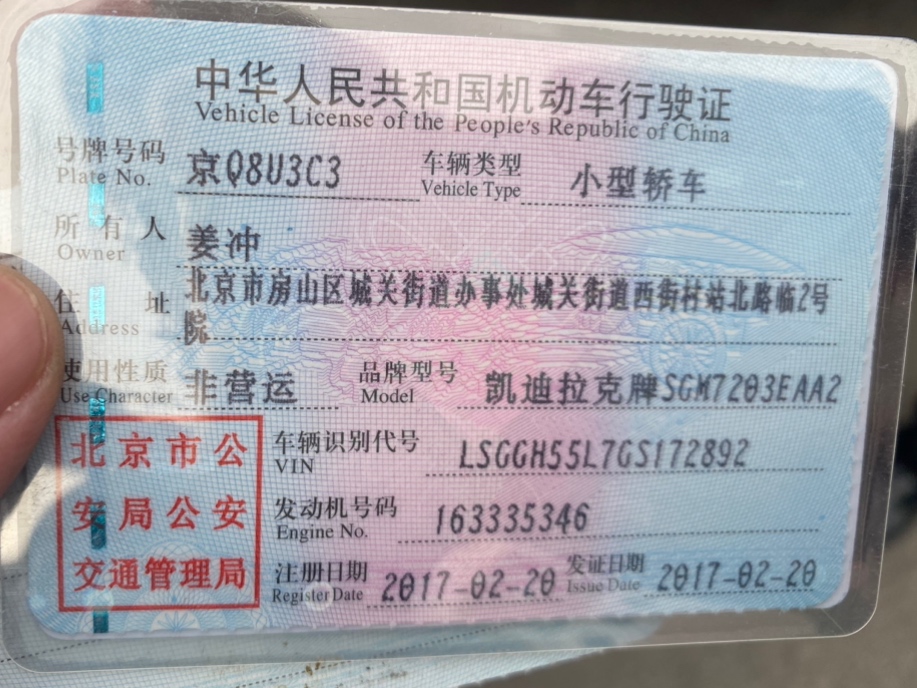 中华人民共和国机动车行驶证
Vehicle License of the People's Republic of China
号牌号码 京Q8U3C3 车辆类型 小型轿车
Plate No. Vehicle Type
所有人 姜冲
Owner
住址 北京市房山区城关街道办事处城关街道西街村站北路临2号
Address 院
使用性质 非营运 品牌型号 凯迪拉克牌SGM7203EAA2
Use Character Model
北京市公 车辆识别代号 LSGGH55L7GS172892
VIN
安局公安 发动机号码 163335346
Engine No.
交通管理局 注册日期 2017-02-20 发证日期 2017-02-20
Register Date Issue Date